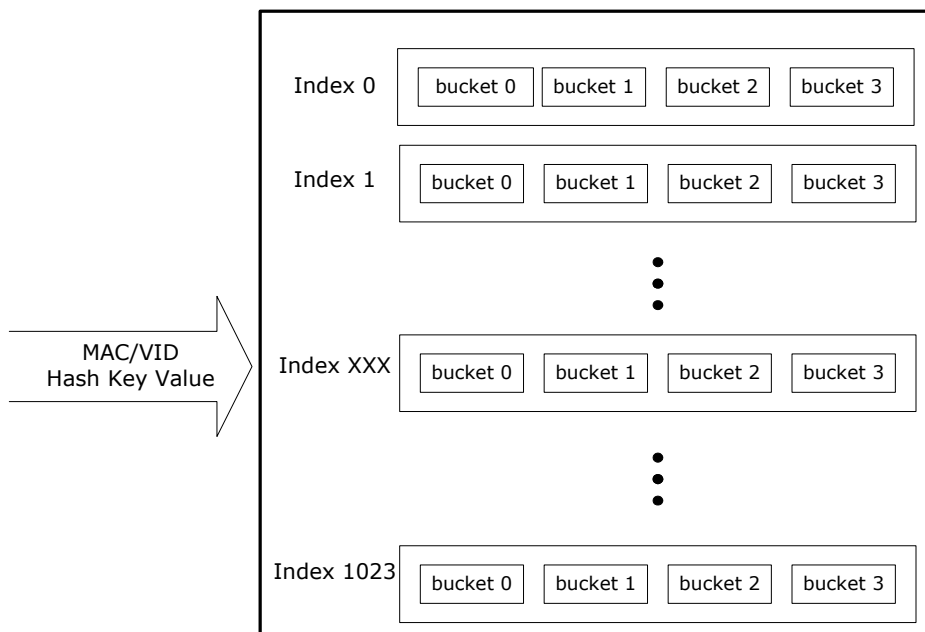 Index 0
bucket 0 bucket 1 bucket 2 bucket 3
Index 1
bucket 0 bucket 1 bucket 2 bucket 3
MAC/VID
Hash Key Value
Index XXX
bucket 0 bucket 1 bucket 2 bucket 3
Index 1023
bucket 0 bucket 1 bucket 2 bucket 3